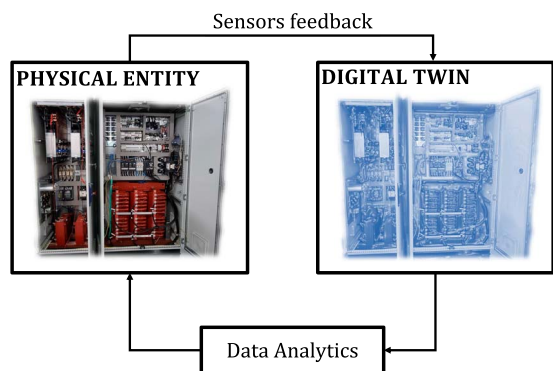 Sensors feedback
PHYSICAL ENTITY
DIGITAL TWIN
Data Analytics